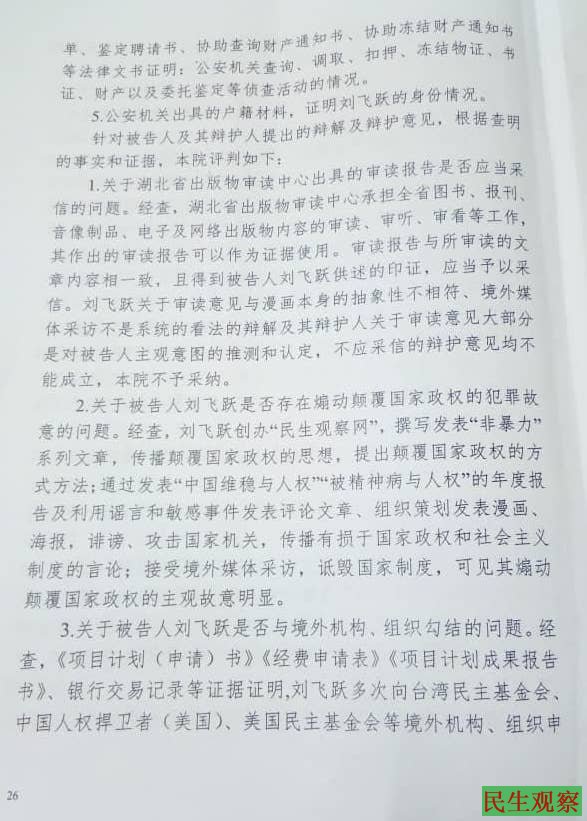 单、鉴定聘请书、协助查询财产通知书、协助冻结财产通知书
等法律文书证明：公安机关查询、调取、扣押、冻结物证、书
证、财产以及委托鉴定等侦查活动的情况。
5.公安机关出具的户籍材料，证明刘飞跃的身份情况。
针对被告人及其辩护人提出的辩解及辩护意见，根据查明
的事实和证据，本院评判如下：
1.关于湖北省出版物审读中心出具的审读报告是否应当采
信的问题。经查，湖北省出版物审读中心承担全省图书、报刊、
音像制品、电子及网络出版物内容的审读、审听、审看等工作，
其作出的审读报告可以作为证据使用。审读报告与所审读的文
章内容相一致，且得到被告人刘飞跃供述的印证，应当予以采
信。刘飞跃关于审读意见与漫画本身的抽象性不相符、境外媒
体采访不是系统的看法的辩解及其辩护人关于审读意见大部分
是对被告人主观意图的推测和认定，不应采信的辩护意见均不
能成立，本院不予采纳。
2.关于被告人刘飞跃是否存在煽动颠覆国家政权的犯罪故
意的问题。经查，刘飞跃创办“民生观察网”，撰写发表“非暴力”
系列文章，传播颠覆国家政权的思想，提出颠覆国家政权的方
式方法;通过发表“中国维稳与人权”“被精神病与人权”的年度报
告及利用谣言和敏感事件发表评论文章、组织策划发表漫画、
海报，诽谤、攻击国家机关，传播有损于国家政权和社会主义
制度的言论；接受境外媒体采访，诋毁国家制度，可见其煽动
颠覆国家政权的主观故意明显。
3.关于被告人刘飞跃是否与境外机构、组织勾结的问题。经
查，《项目计划（申请）书》《经费申请表》《项目计划成果报告
书》、银行交易记录等证据证明,刘飞跃多次向台湾民主基金会、
中国人权捍卫者（美国）、美国民主基金会等境外机构、组织申
26
民生观察